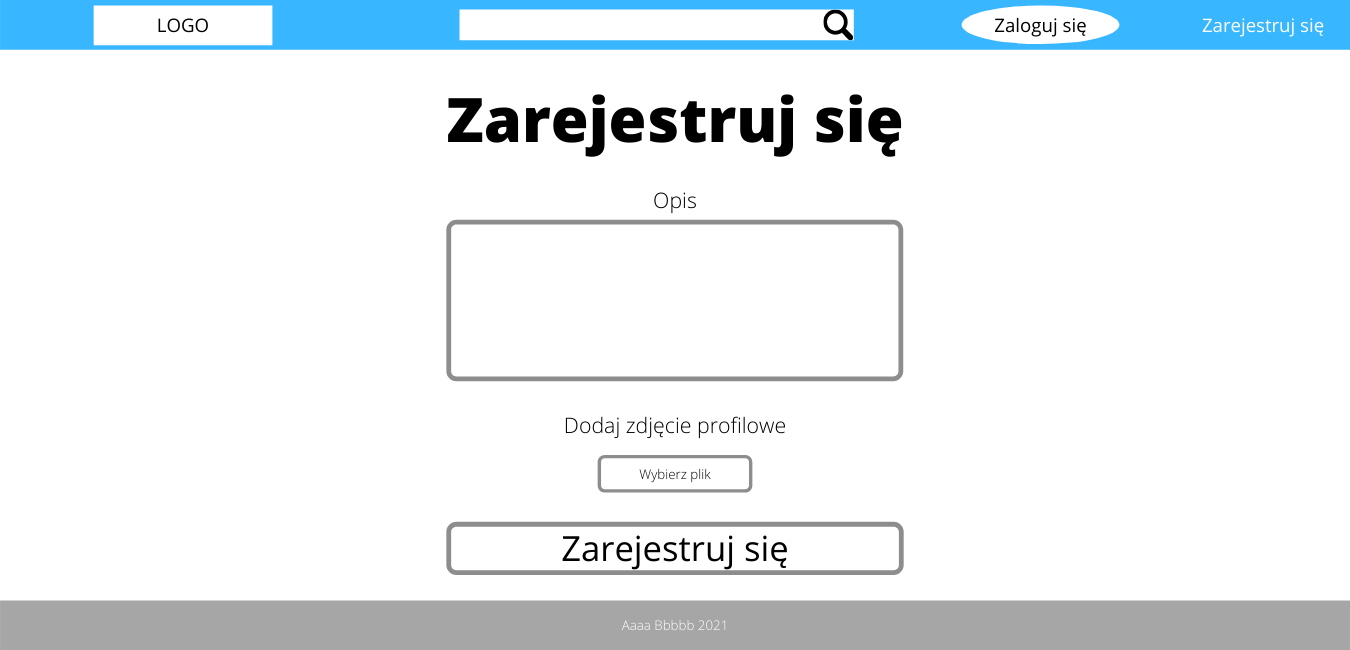 LOGO
Zaloguj się
Zarejestruj się
Zarejestruj się
Opis
Dodaj zdjęcie profilowe
Wybierz plik
Zarejestruj się
Aaaa Bbbbb 2021